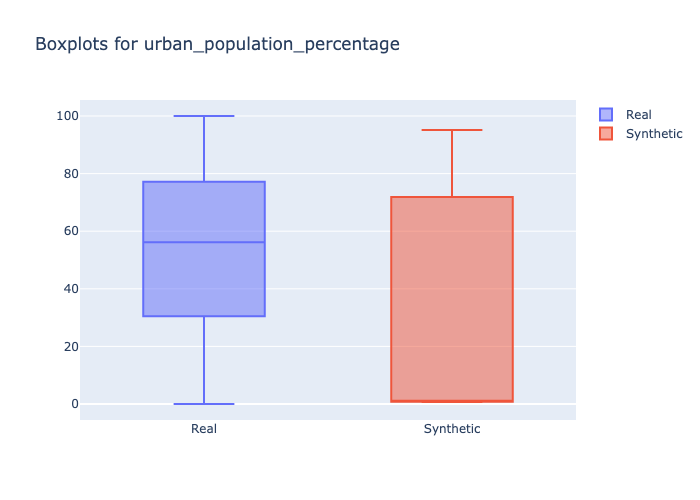 Boxplots for urban_population_percentage
100
80
60
40
20
0
Real
Synthetic
Real
Synthetic